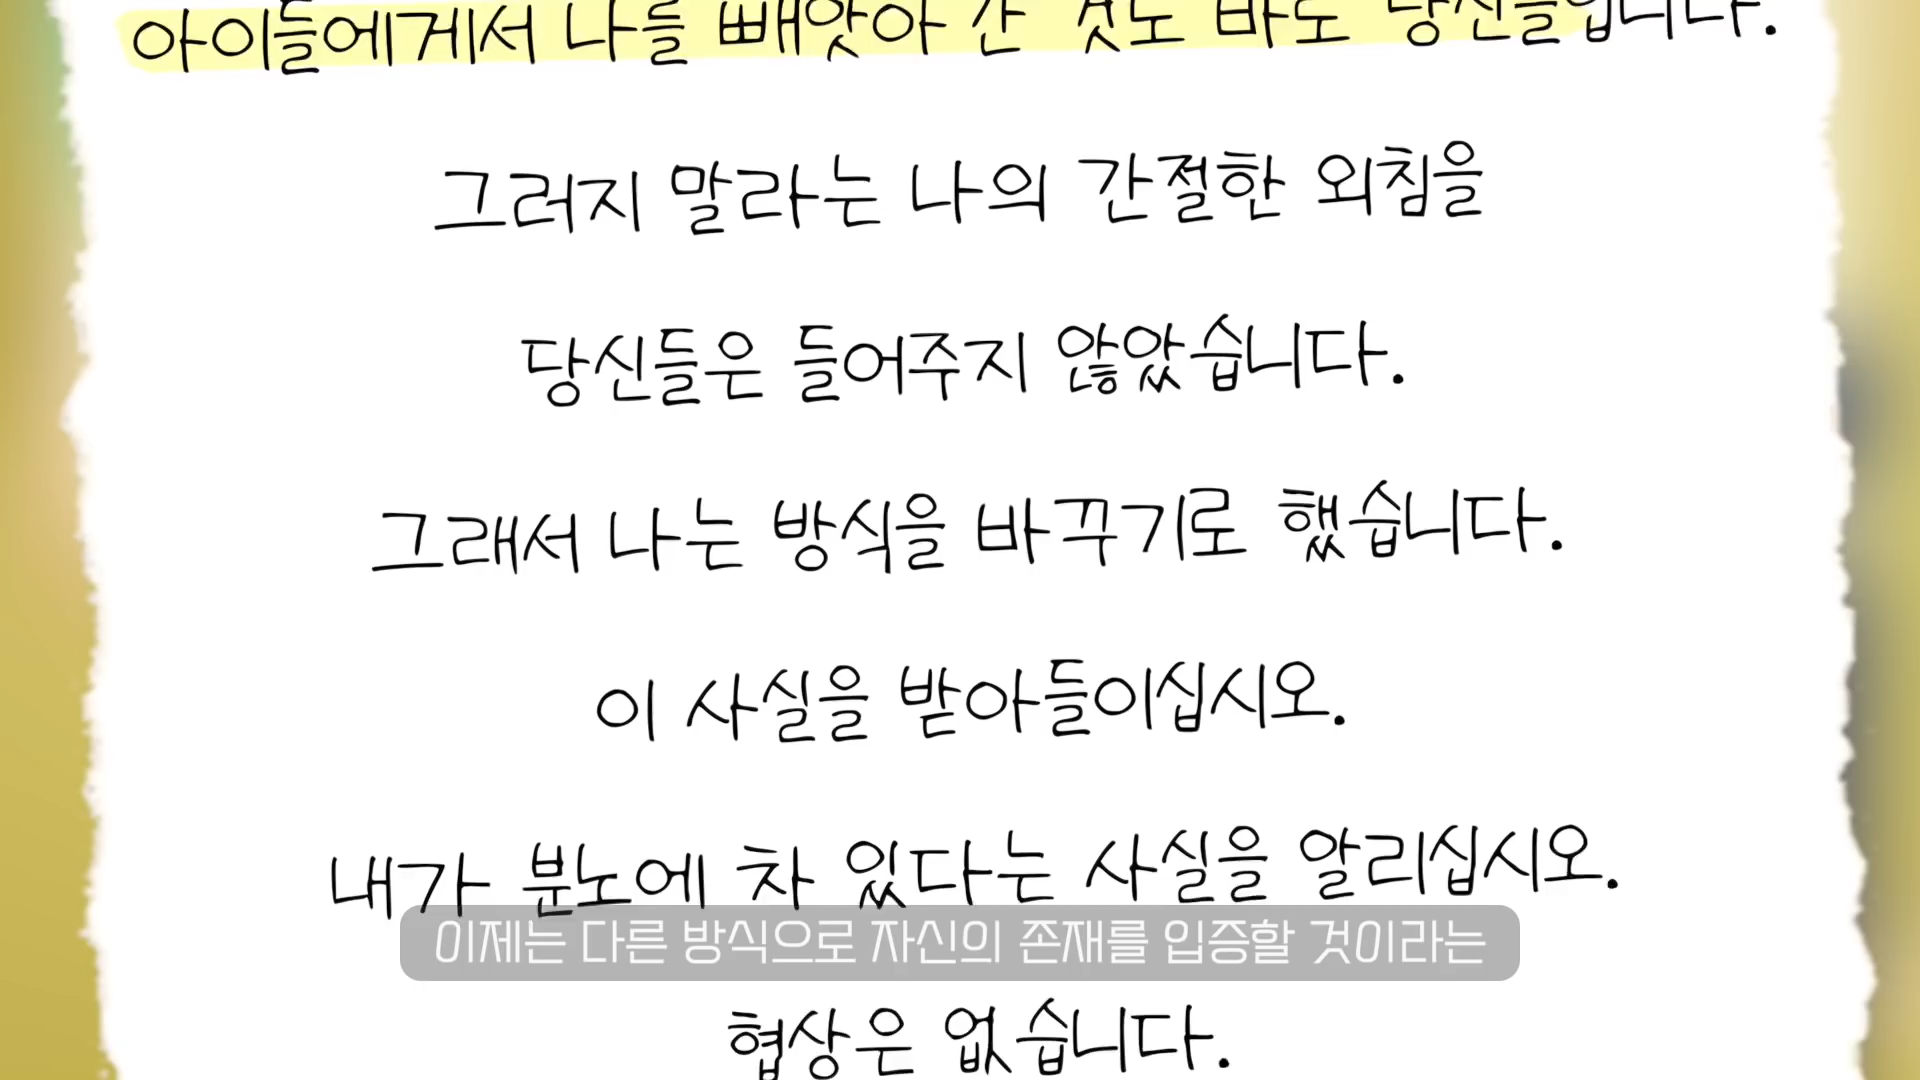 아이들에게서 나를 빼앗아 간 것도 바로 당신들입니다.
그러지 말라는 나의 간절한 외침을
당신들은 들어주지 않았습니다.
그래서 나는 방식을 바꾸기로 했습니다.
이 사실을 받아들이십시오.
내가 분노에 차 있다는 사실을 알리십시오.
이제는 다른 방식으로 자신의 존재를 입증할 것이라는
협상은 없습니다.